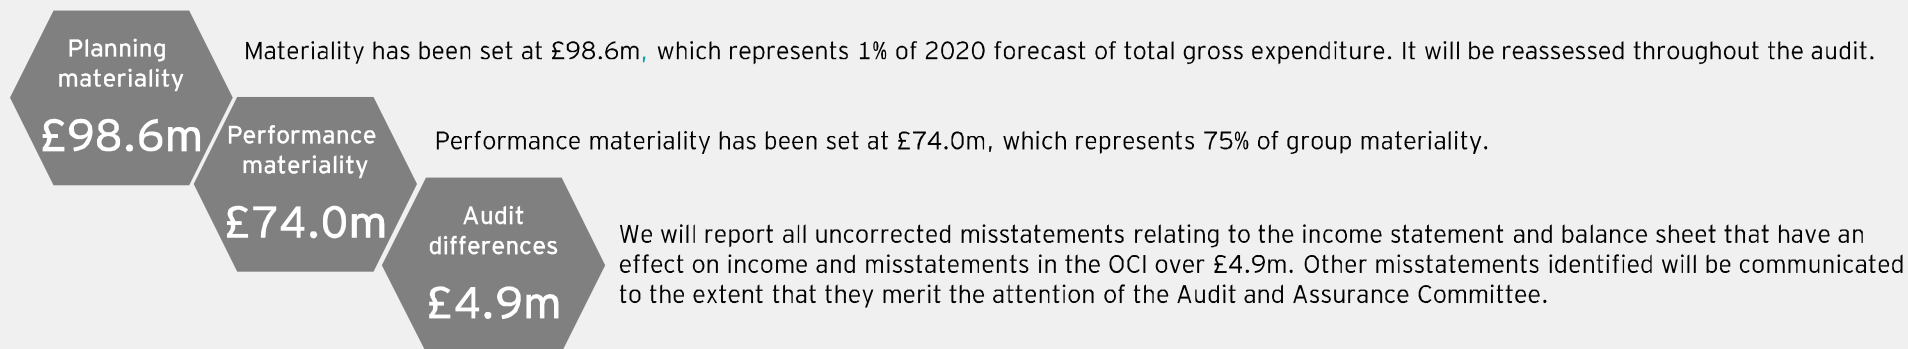 Planning
materiality
£98.6m
Materiality has been set at £98.6m, which represents 1% of 2020 forecast of total gross expenditure. It will be reassessed throughout the audit.
Performance
materiality
£74.0m
Performance materiality has been set at £74.0m, which represents 75% of group materiality.
Audit
differences
£4.9m
We will report all uncorrected misstatements relating to the income statement and balance sheet that have an
effect on income and misstatements in the OCI over £4.9m. Other misstatements identified will be communicated
to the extent that they merit the attention of the Audit and Assurance Committee.